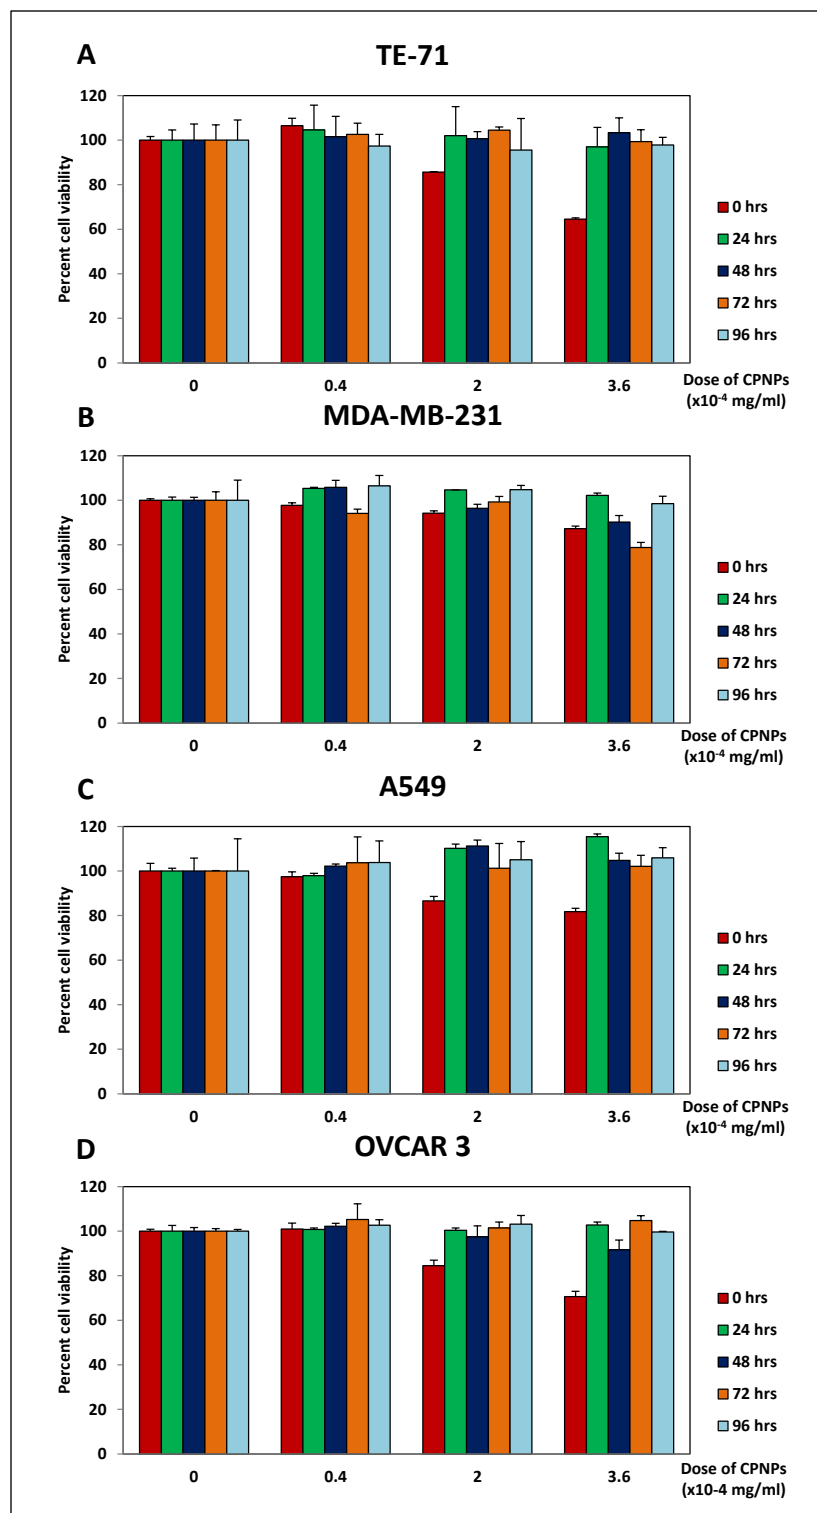 A
TE-71
120
100
80
60
40
20
0
Percent cell viability
0 hrs
24 hrs
48 hrs
72 hrs
96 hrs
0 0.4 2 3.6
Dose of CPNPs
(x10⁻⁴ mg/ml)
B
MDA-MB-231
120
100
80
60
40
20
0
Percent cell viability
0 hrs
24 hrs
48 hrs
72 hrs
96 hrs
0 0.4 2 3.6
Dose of CPNPs
(x10⁻⁴ mg/ml)
C
A549
120
100
80
60
40
20
0
Percent cell viability
0 hrs
24 hrs
48 hrs
72 hrs
96 hrs
0 0.4 2 3.6
Dose of CPNPs
(x10⁻⁴ mg/ml)
D
OVCAR 3
120
100
80
60
40
20
0
Percent cell viability
0 hrs
24 hrs
48 hrs
72 hrs
96 hrs
0 0.4 2 3.6
Dose of CPNPs
(x10-4 mg/ml)